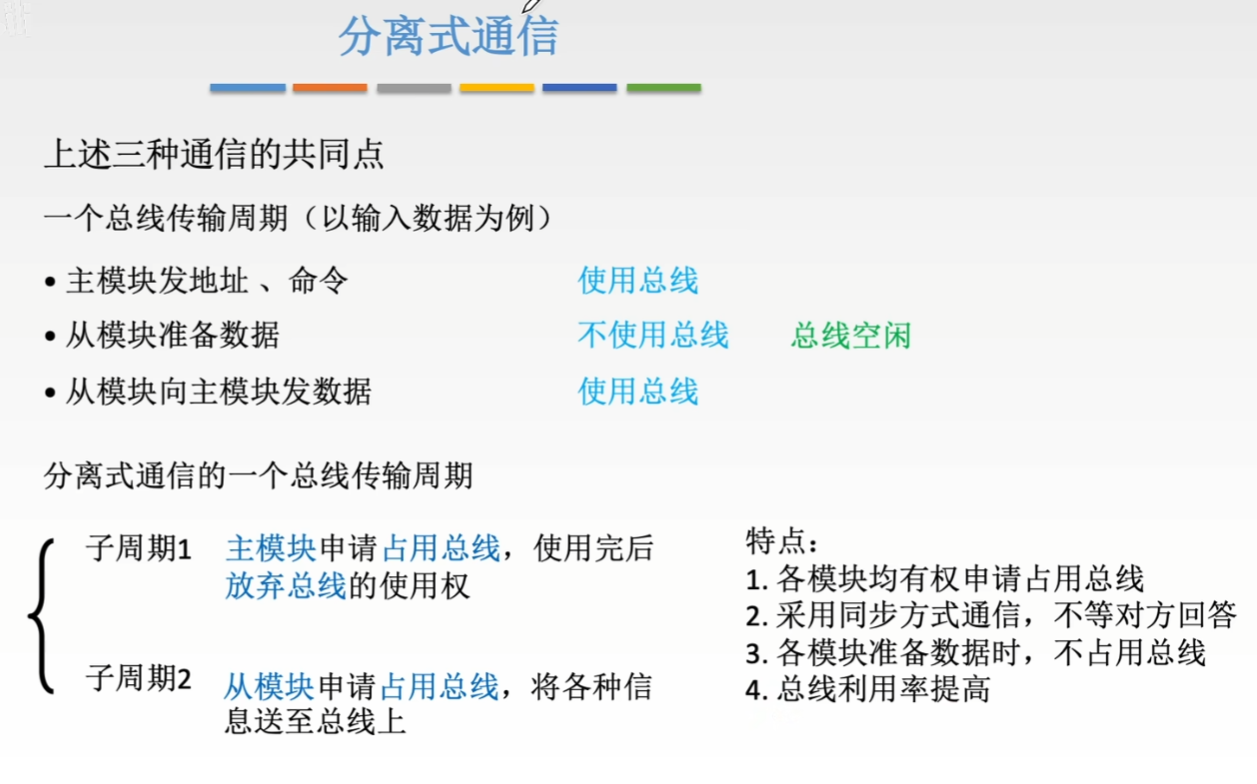 分离式通信
上述三种通信的共同点
一个总线传输周期（以输入数据为例）
• 主模块发地址 、命令 使用总线
• 从模块准备数据 不使用总线 总线空闲
• 从模块向主模块发数据 使用总线
分离式通信的一个总线传输周期
子周期1 主模块申请占用总线，使用完后
放弃总线的使用权
子周期2 从模块申请占用总线，将各种信
息送至总线上
特点：
1. 各模块均有权申请占用总线
2. 采用同步方式通信，不等对方回答
3. 各模块准备数据时，不占用总线
4. 总线利用率提高